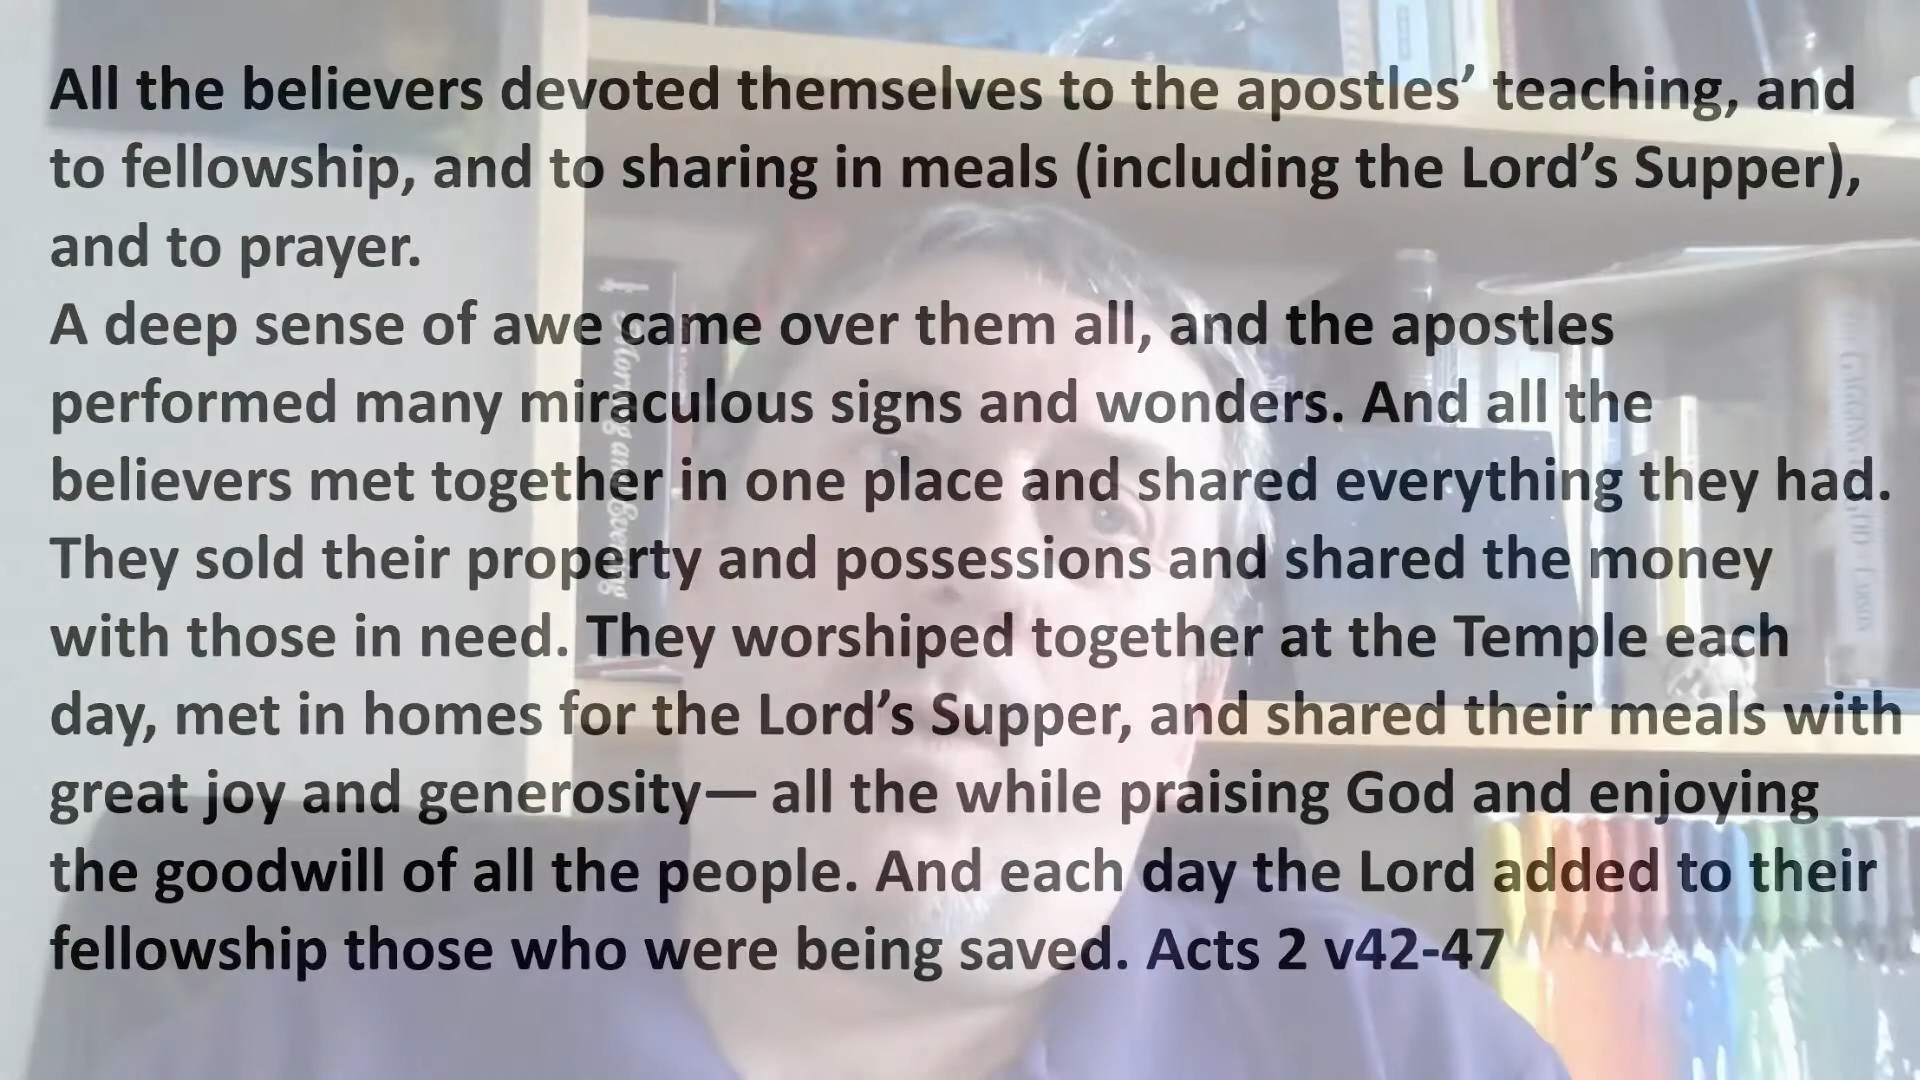 All the believers devoted themselves to the apostles’ teaching, and
to fellowship, and to sharing in meals (including the Lord’s Supper),
and to prayer.
A deep sense of awe came over them all, and the apostles
performed many miraculous signs and wonders. And all the
believers met together in one place and shared everything they had.
They sold their property and possessions and shared the money
with those in need. They worshiped together at the Temple each
day, met in homes for the Lord’s Supper, and shared their meals with
great joy and generosity— all the while praising God and enjoying
the goodwill of all the people. And each day the Lord added to their
fellowship those who were being saved. Acts 2 v42-47
Morning and Evening